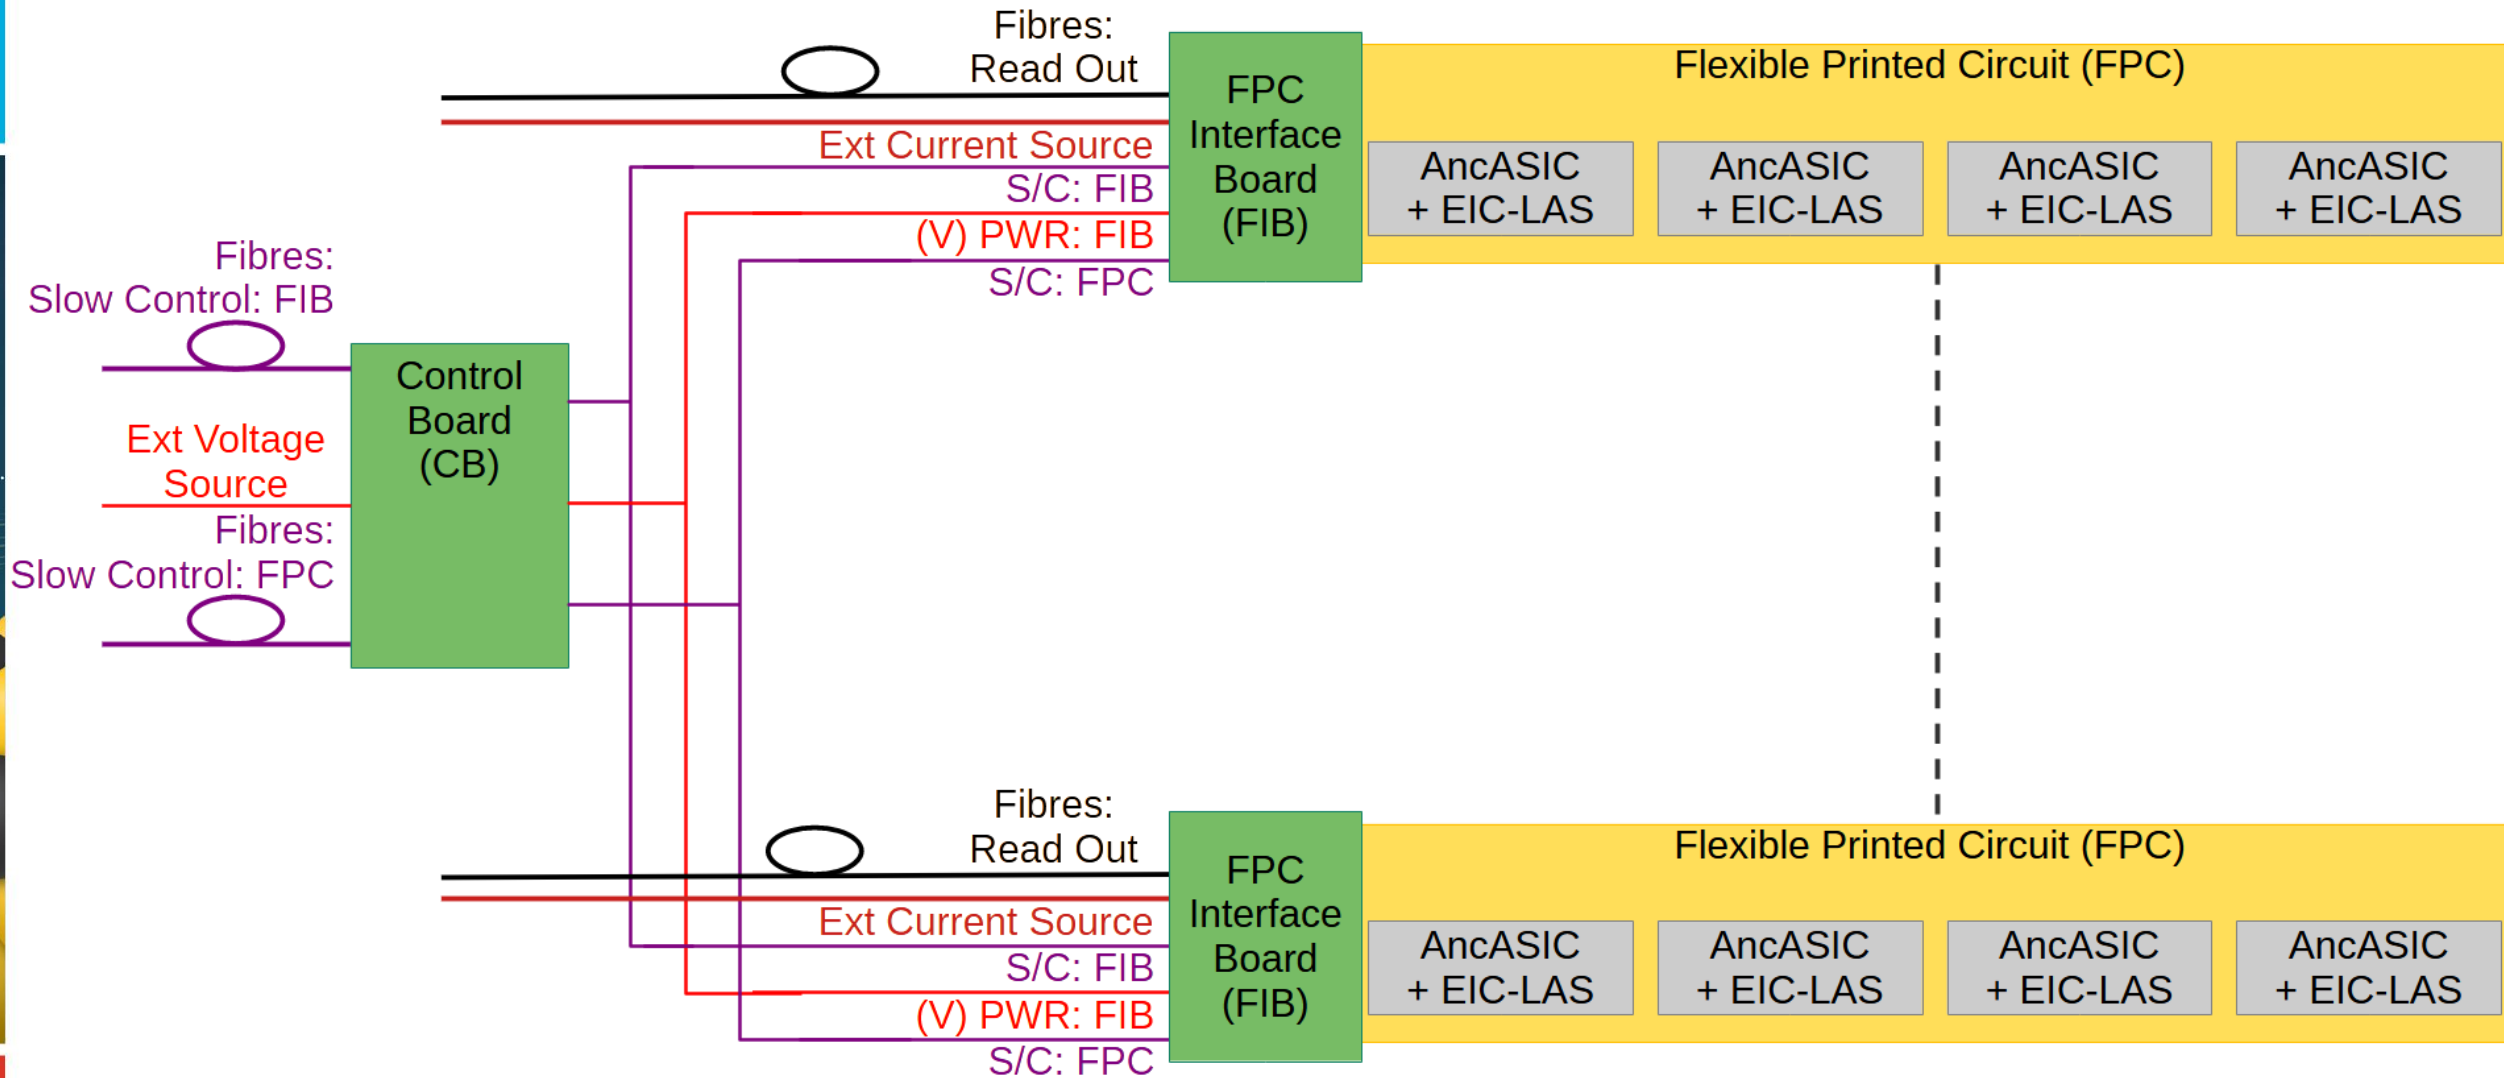 Fibres:
Read Out
Ext Current Source
S/C: FIB
(V) PWR: FIB
S/C: FPC
FPC
Interface
Board
(FIB)
Flexible Printed Circuit (FPC)
AncASIC
+ EIC-LAS
AncASIC
+ EIC-LAS
AncASIC
+ EIC-LAS
AncASIC
+ EIC-LAS
Fibres:
Slow Control: FIB
Ext Voltage
Source
Fibres:
Slow Control: FPC
Control
Board
(CB)
Fibres:
Read Out
Ext Current Source
S/C: FIB
(V) PWR: FIB
S/C: FPC
FPC
Interface
Board
(FIB)
Flexible Printed Circuit (FPC)
AncASIC
+ EIC-LAS
AncASIC
+ EIC-LAS
AncASIC
+ EIC-LAS
AncASIC
+ EIC-LAS